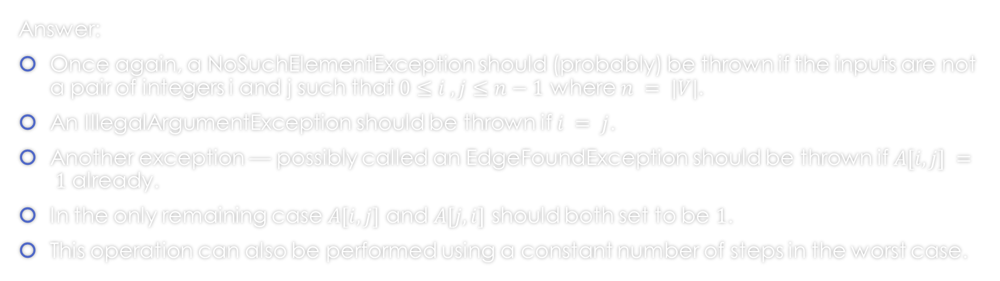 Answer:
Once again, a NoSuchElementException should (probably) be thrown if the inputs are not
a pair of integers i and j such that 0 ≤ i , j ≤ n − 1 where n = |V|.
An IllegalArgumentException should be thrown if i = j.
Another exception — possibly called an EdgeFoundException should be thrown if A[i, j] =
1 already.
In the only remaining case A[i, j] and A[j, i] should both set to be 1.
This operation can also be performed using a constant number of steps in the worst case.